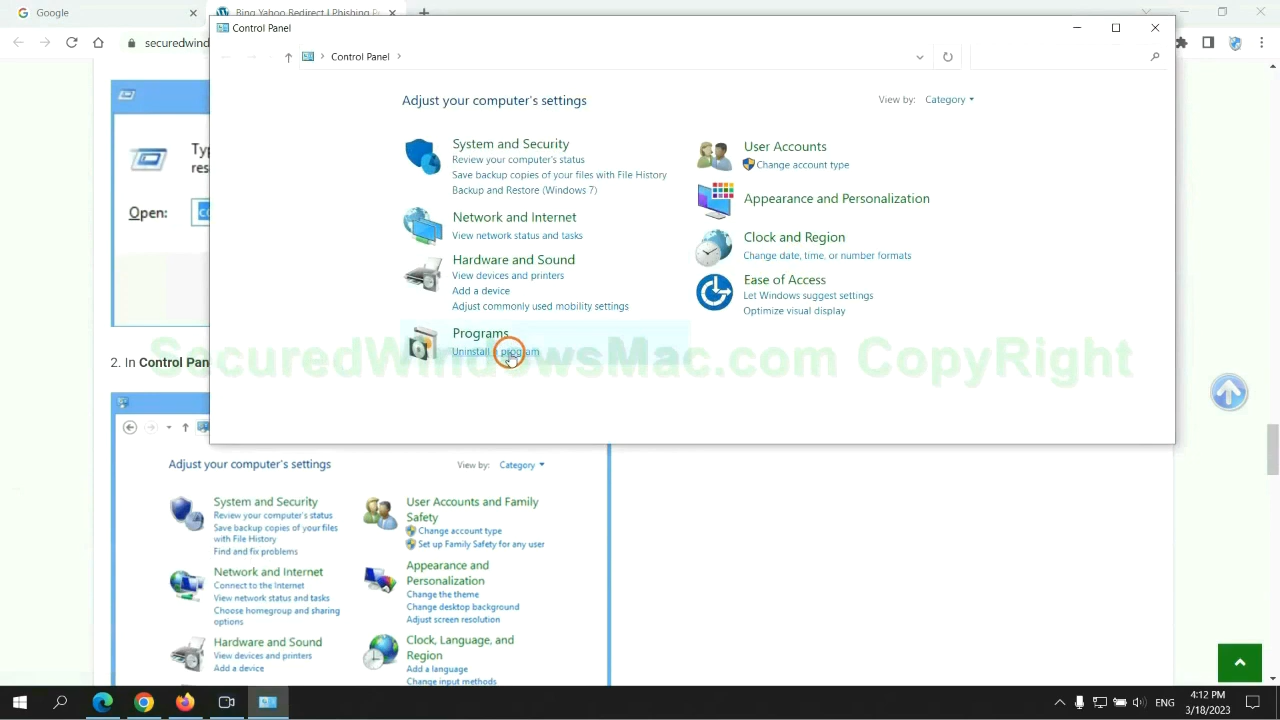 Google
Bing Yahoo Redirect | Phishing P
securedwind
Control Panel
Control Panel
Adjust your computer's settings
View by: Category
System and Security
Review your computer's status
Save backup copies of your files with File History
Backup and Restore (Windows 7)
Network and Internet
View network status and tasks
Hardware and Sound
View devices and printers
Add a device
Adjust commonly used mobility settings
Programs
Uninstall a program
User Accounts
Change account type
Appearance and Personalization
Clock and Region
Change date, time, or number formats
Ease of Access
Let Windows suggest settings
Optimize visual display
SecuredWindowsMac.com CopyRight
Typ
res
Open:
co
2. In Control Pan
Adjust your computer's settings
View by: Category
System and Security
Review your computer's status
Save backup copies of your files
with File History
Find and fix problems
Network and Internet
Connect to the Internet
View network status and tasks
Choose homegroup and sharing
options
Hardware and Sound
View devices and printers
Add a device
User Accounts and Family
Safety
Change account type
Set up Family Safety for any user
Appearance and
Personalization
Change the theme
Change desktop background
Adjust screen resolution
Clock, Language, and
Region
Add a language
Change input methods
ENG
4:12 PM
3/18/2023